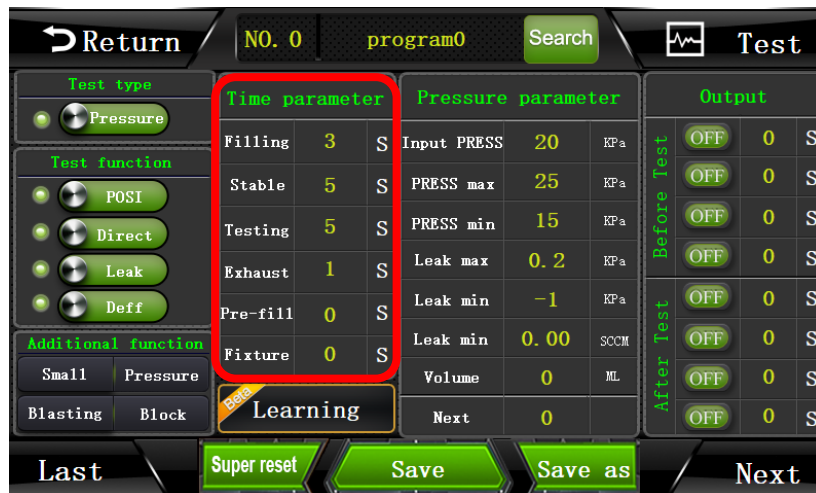 Return
NO. 0
program0
Search
Test
Test type
Pressure
Test function
POSI
Direct
Leak
Deff
Additional function
Small
Pressure
Blasting
Block
Time parameter
Filling 3 S
Stable 5 S
Testing 5 S
Exhaust 1 S
Pre-fill 0 S
Fixture 0 S
Beta
Learning
Pressure parameter
Input PRESS 20 KPa
PRESS max 25 KPa
PRESS min 15 KPa
Leak max 0.2 KPa
Leak min -1 KPa
Leak min 0.00 SCCM
Volume 0 ML
Next 0
Output
Before Test
OFF 0 S
OFF 0 S
OFF 0 S
OFF 0 S
After Test
OFF 0 S
OFF 0 S
OFF 0 S
OFF 0 S
Last
Super reset
Save
Save as
Next